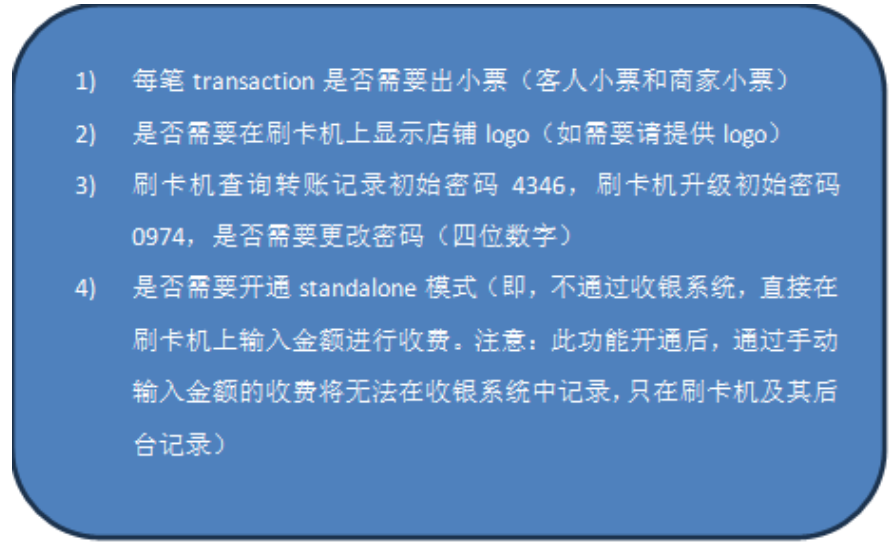 1) 每笔 transaction 是否需要出小票（客人小票和商家小票）
2) 是否需要在刷卡机上显示店铺 logo（如需要请提供 logo）
3) 刷卡机查询转账记录初始密码 4346，刷卡机升级初始密码
0974，是否需要更改密码（四位数字）
4) 是否需要开通 standalone 模式（即，不通过收银系统，直接在
刷卡机上输入金额进行收费。注意：此功能开通后，通过手动
输入金额的收费将无法在收银系统中记录，只在刷卡机及其后
台记录）